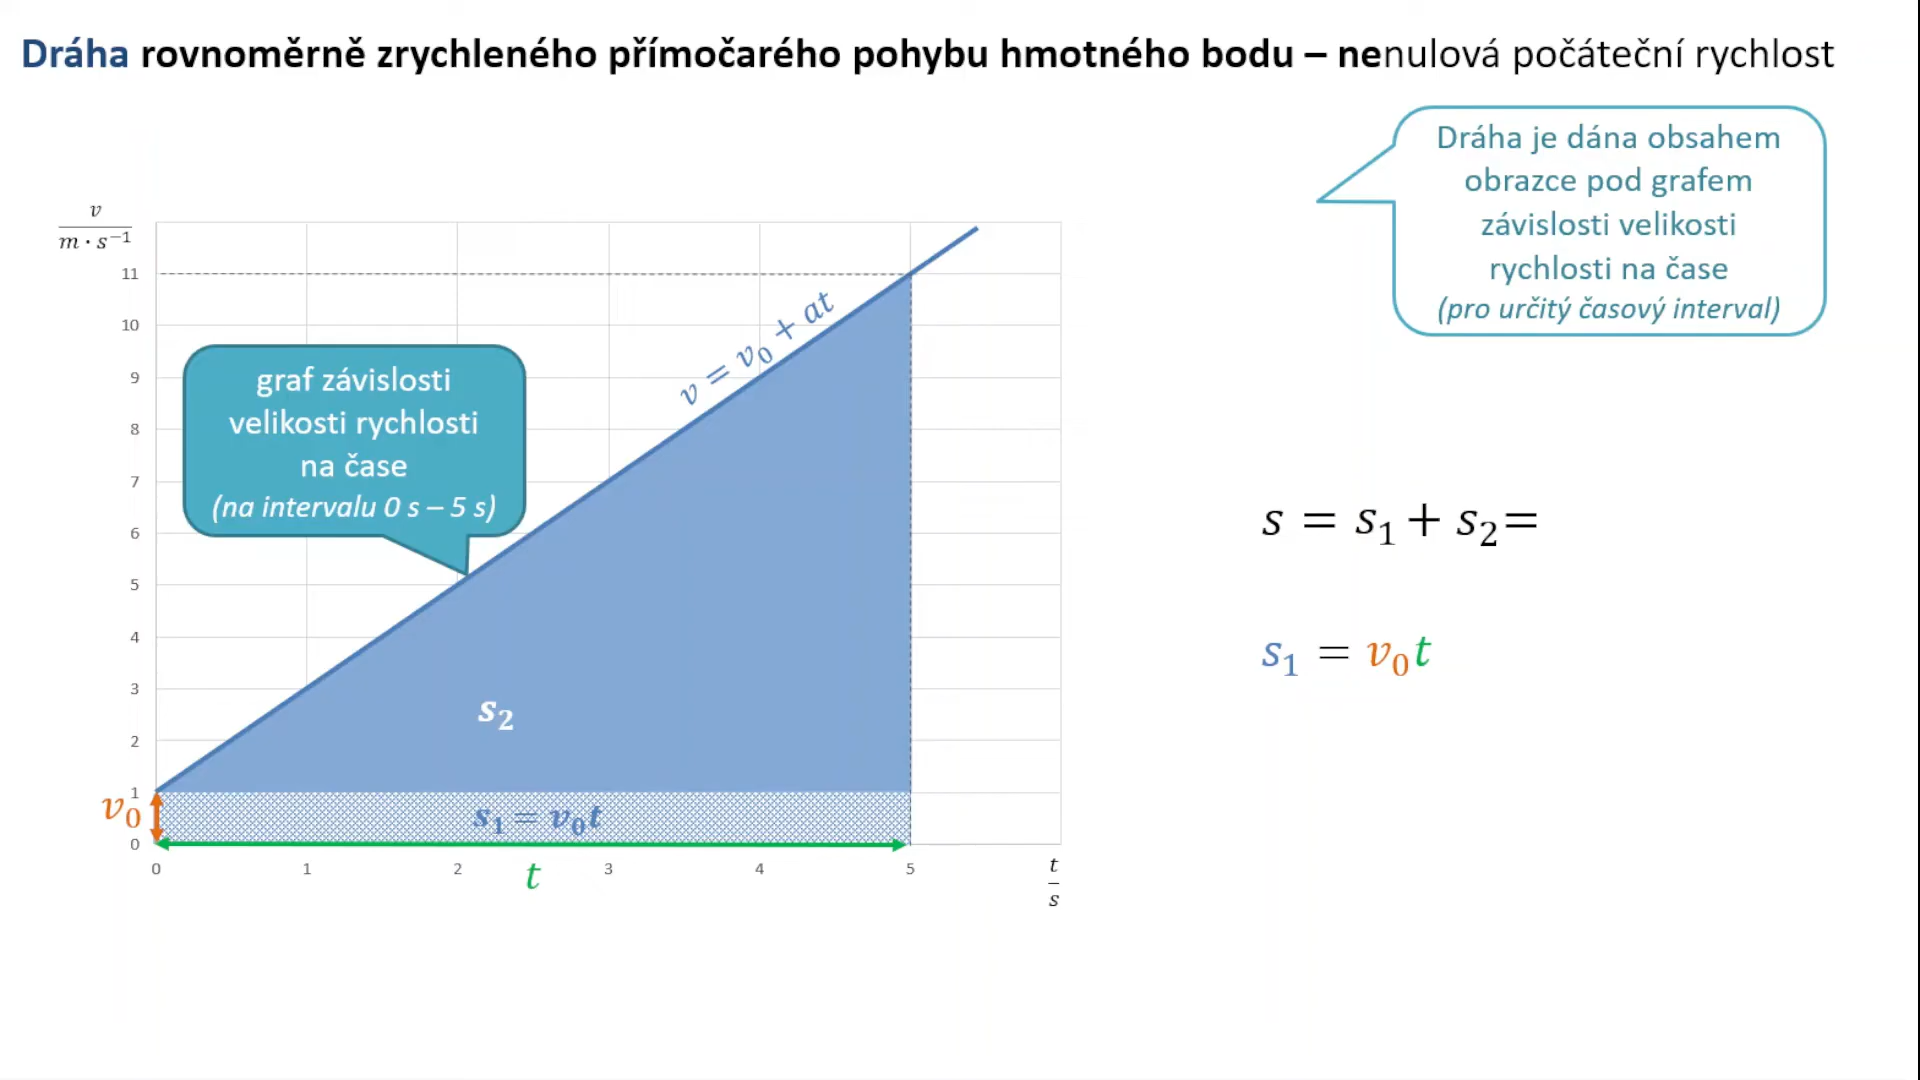 Dráha rovnoměrně zrychleného přímočarého pohybu hmotného bodu – nenulová počáteční rychlost
Dráha je dána obsahem
obrazce pod grafem
závislosti velikosti
rychlosti na čase
(pro určitý časový interval)
v
m · s⁻¹
11
10
9
8
7
6
5
4
3
2
1
0
v = v₀ + at
graf závislosti
velikosti rychlosti
na čase
(na intervalu 0 s – 5 s)
s₂
v₀
s₁ = v₀t
0
1
2
3
4
5
t
t
s
s = s₁ + s₂=
s₁ = v₀t